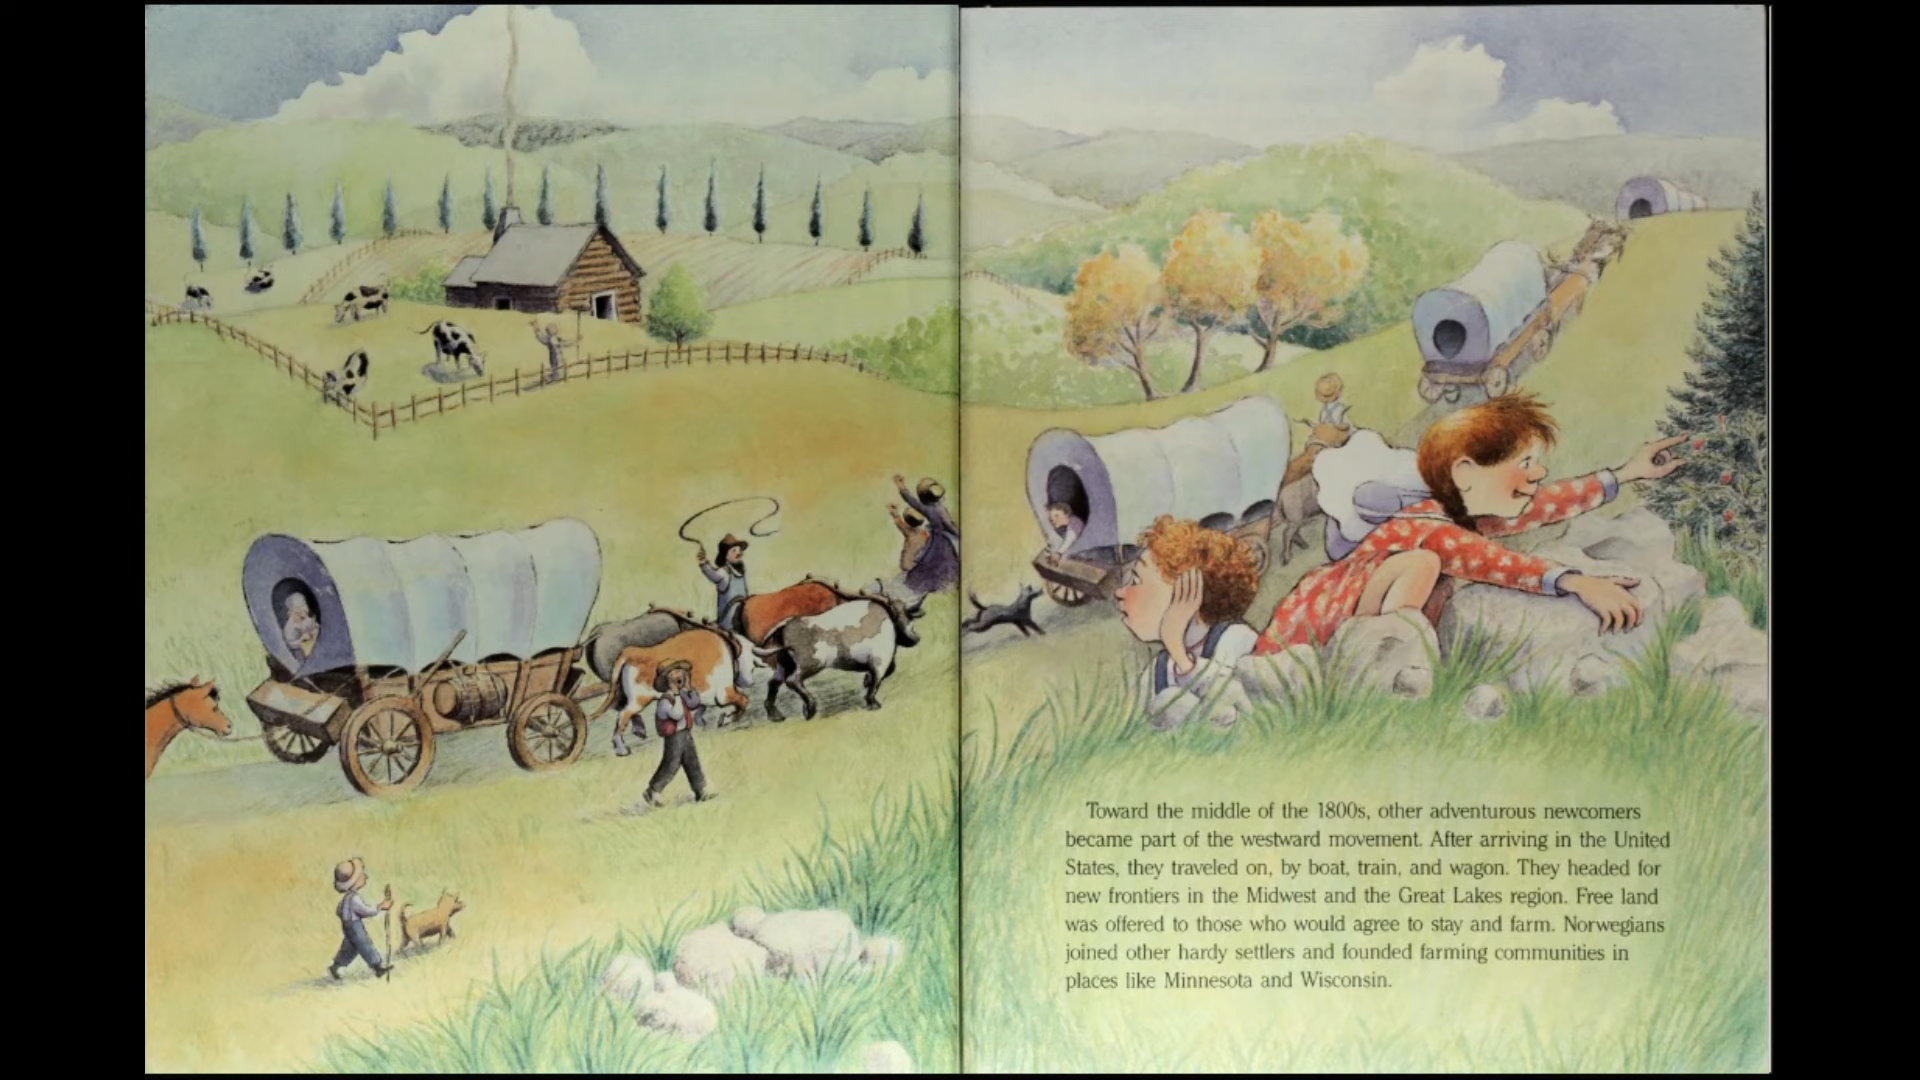 Toward the middle of the 1800s, other adventurous newcomers
became part of the westward movement. After arriving in the United
States, they traveled on, by boat, train, and wagon. They headed for
new frontiers in the Midwest and the Great Lakes region. Free land
was offered to those who would agree to stay and farm. Norwegians
joined other hardy settlers and founded farming communities in
places like Minnesota and Wisconsin.